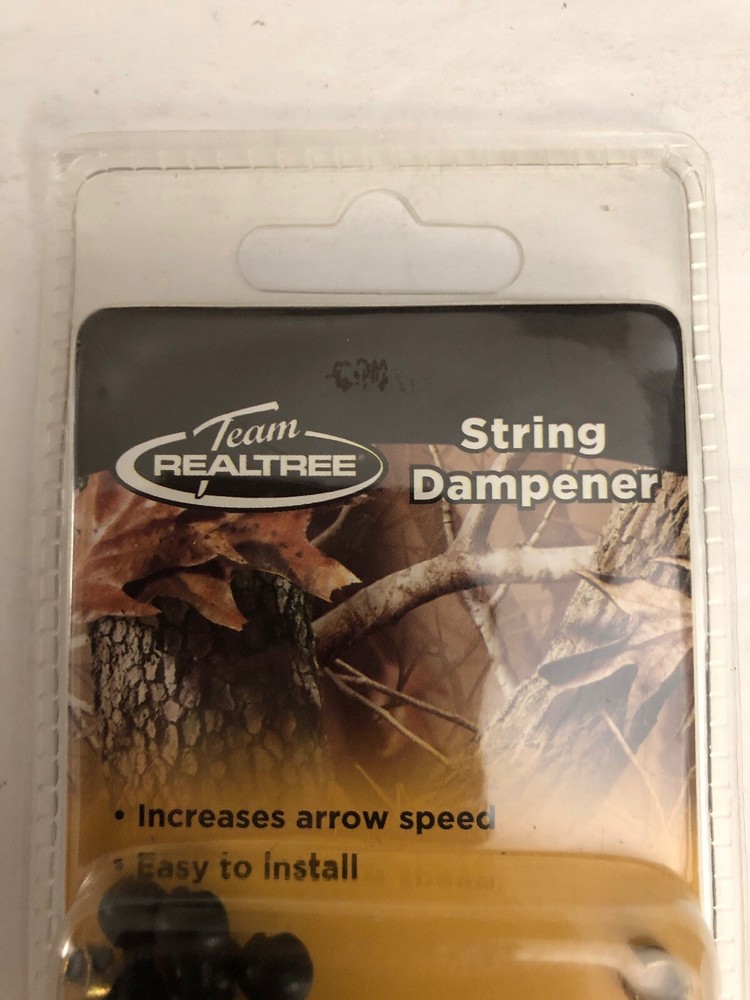 Team
REALTREE
String
Dampener
• Increases arrow speed
• Easy to install